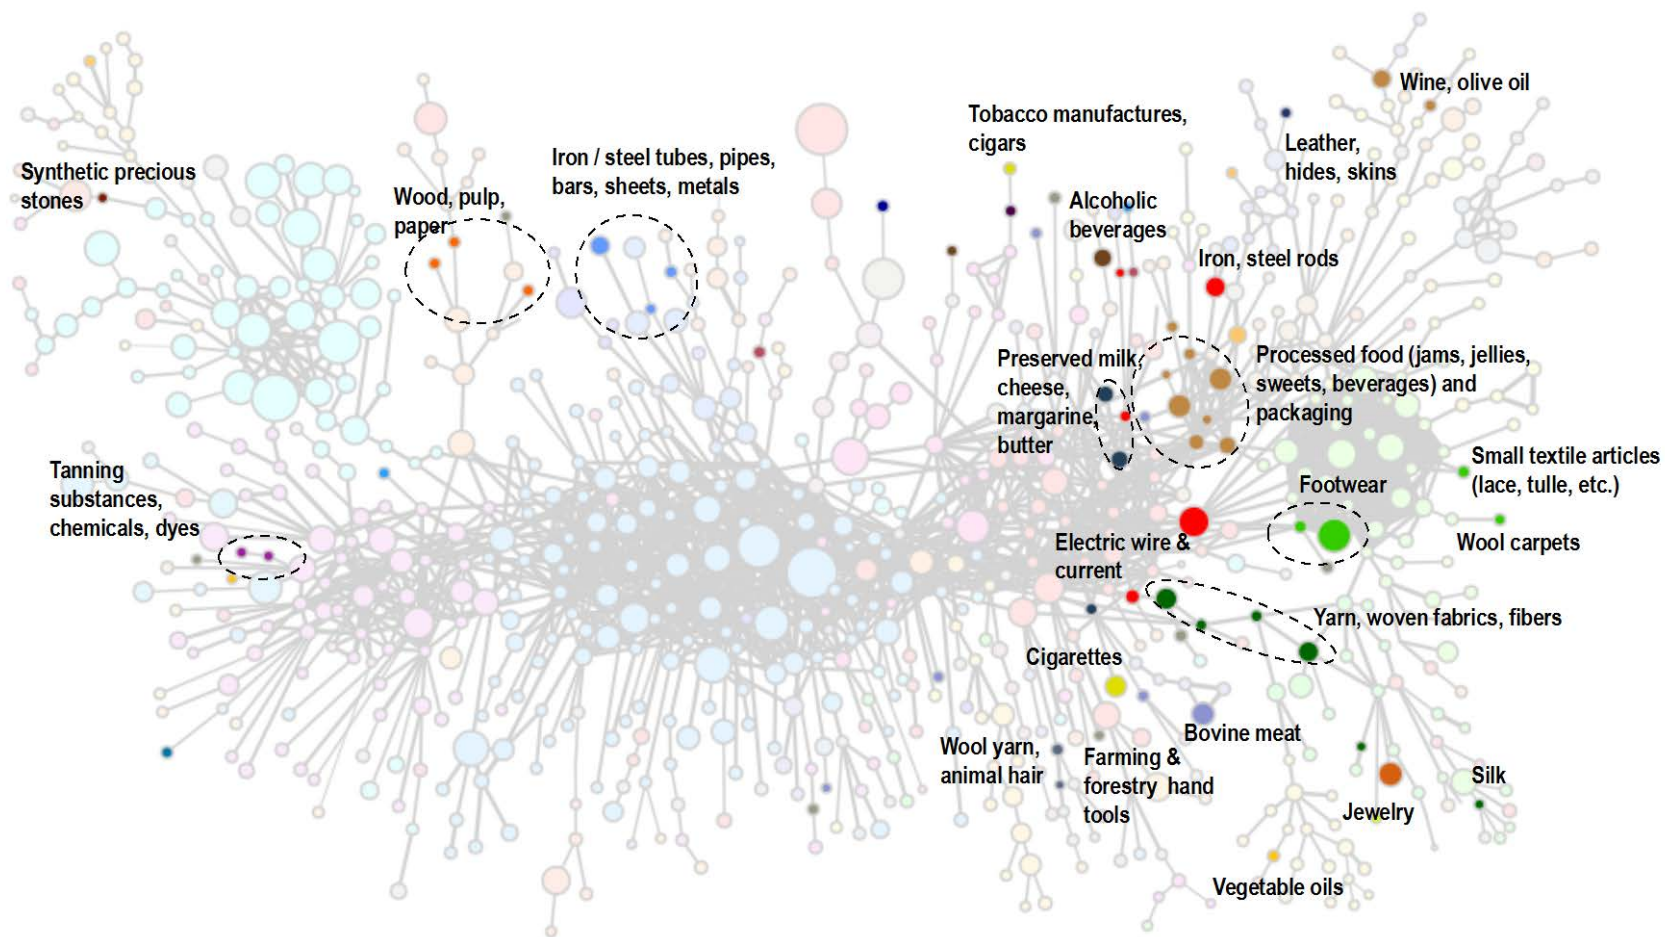 Wine, olive oil
Tobacco manufactures,
cigars
Leather,
hides, skins
Synthetic precious
stones
Iron / steel tubes, pipes,
bars, sheets, metals
Wood, pulp,
paper
Alcoholic
beverages
Iron, steel rods
Preserved milk,
cheese,
margarine,
butter
Processed food (jams, jellies,
sweets, beverages) and
packaging
Tanning
substances,
chemicals, dyes
Small textile articles
(lace, tulle, etc.)
Footwear
Electric wire &
current
Wool carpets
Yarn, woven fabrics, fibers
Cigarettes
Bovine meat
Wool yarn,
animal hair
Farming &
forestry hand
tools
Silk
Jewelry
Vegetable oils